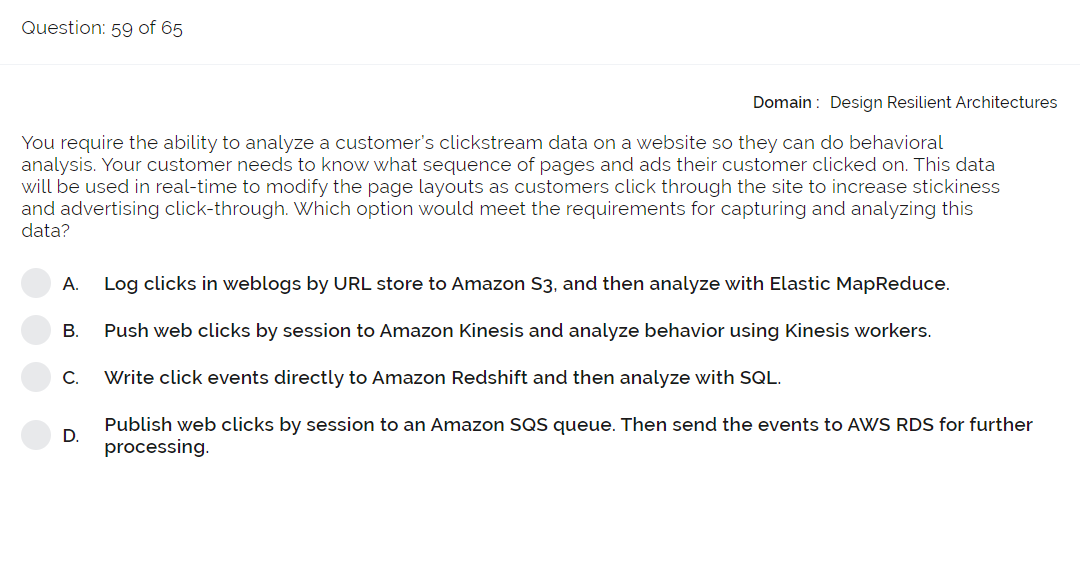 Question: 59 of 65
Domain : Design Resilient Architectures
You require the ability to analyze a customer's clickstream data on a website so they can do behavioral
analysis. Your customer needs to know what sequence of pages and ads their customer clicked on. This data
will be used in real-time to modify the page layouts as customers click through the site to increase stickiness
and advertising click-through. Which option would meet the requirements for capturing and analyzing this
data?
A. Log clicks in weblogs by URL store to Amazon S3, and then analyze with Elastic MapReduce.
B. Push web clicks by session to Amazon Kinesis and analyze behavior using Kinesis workers.
C. Write click events directly to Amazon Redshift and then analyze with SQL.
D. Publish web clicks by session to an Amazon SQS queue. Then send the events to AWS RDS for further
processing.